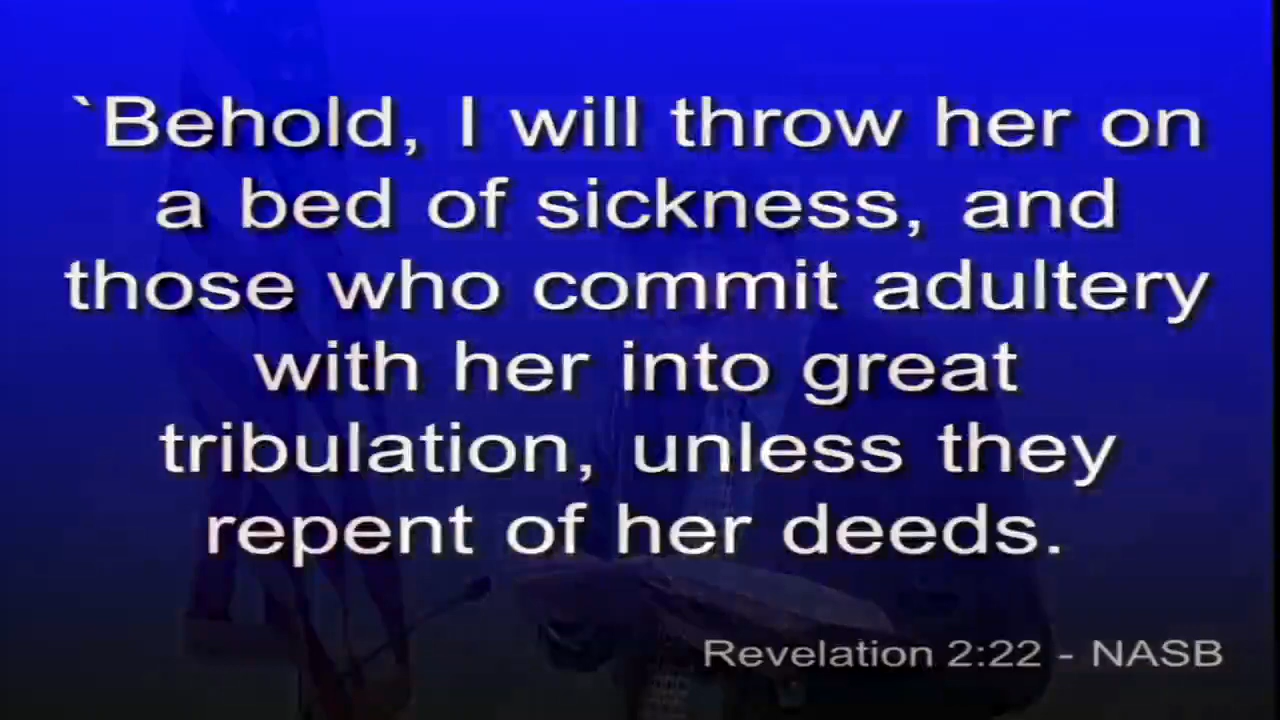 `Behold, I will throw her on
a bed of sickness, and
those who commit adultery
with her into great
tribulation, unless they
repent of her deeds.
Revelation 2:22 - NASB